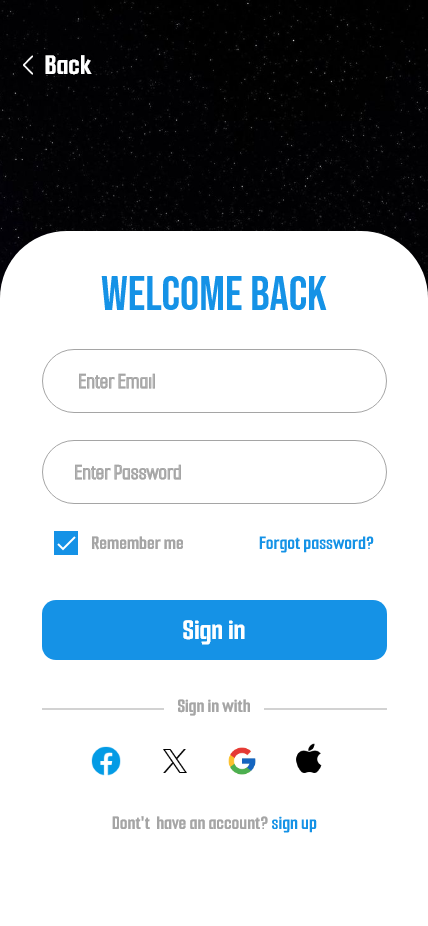 Back
WELCOME BACK
Enter Email
Enter Password
Remember me
Forgot password?
Sign in
Sign in with
Dont't have an account? sign up